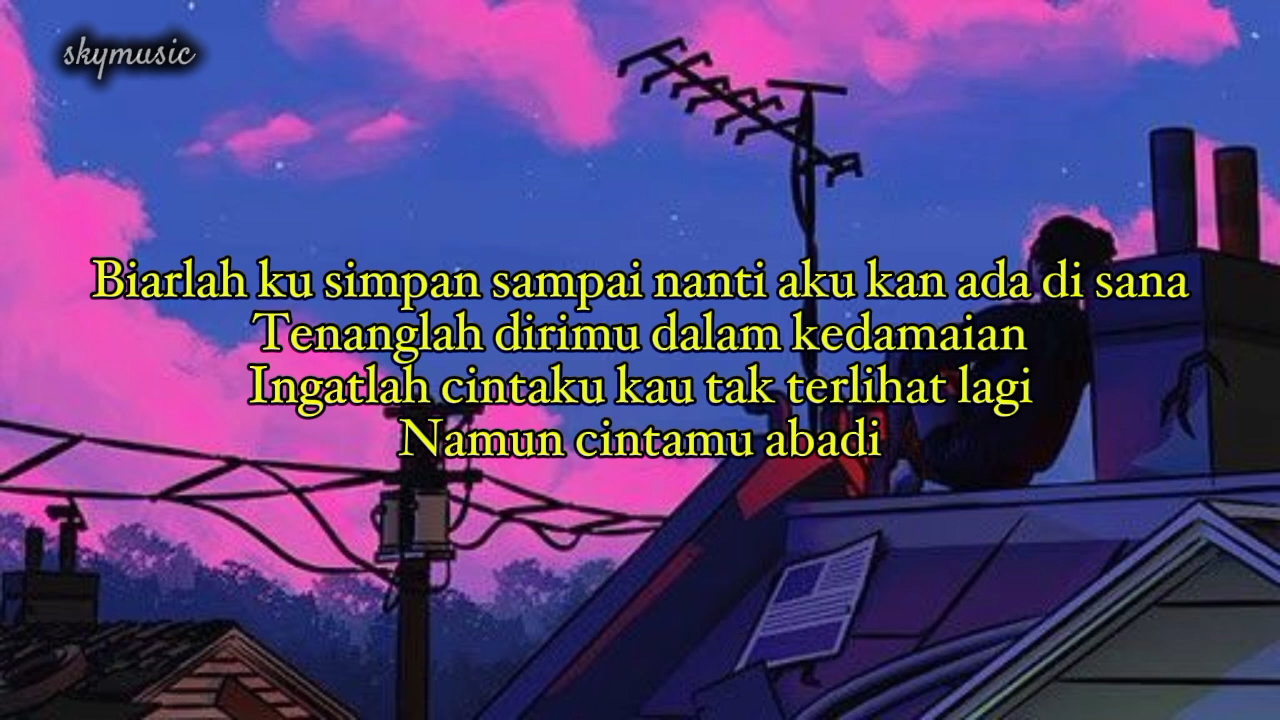 skymusic
Biarlah ku simpan sampai nanti aku kan ada di sana
Tenanglah dirimu dalam kedamaian
Ingatlah cintaku kau tak terlihat lagi
Namun cintamu abadi